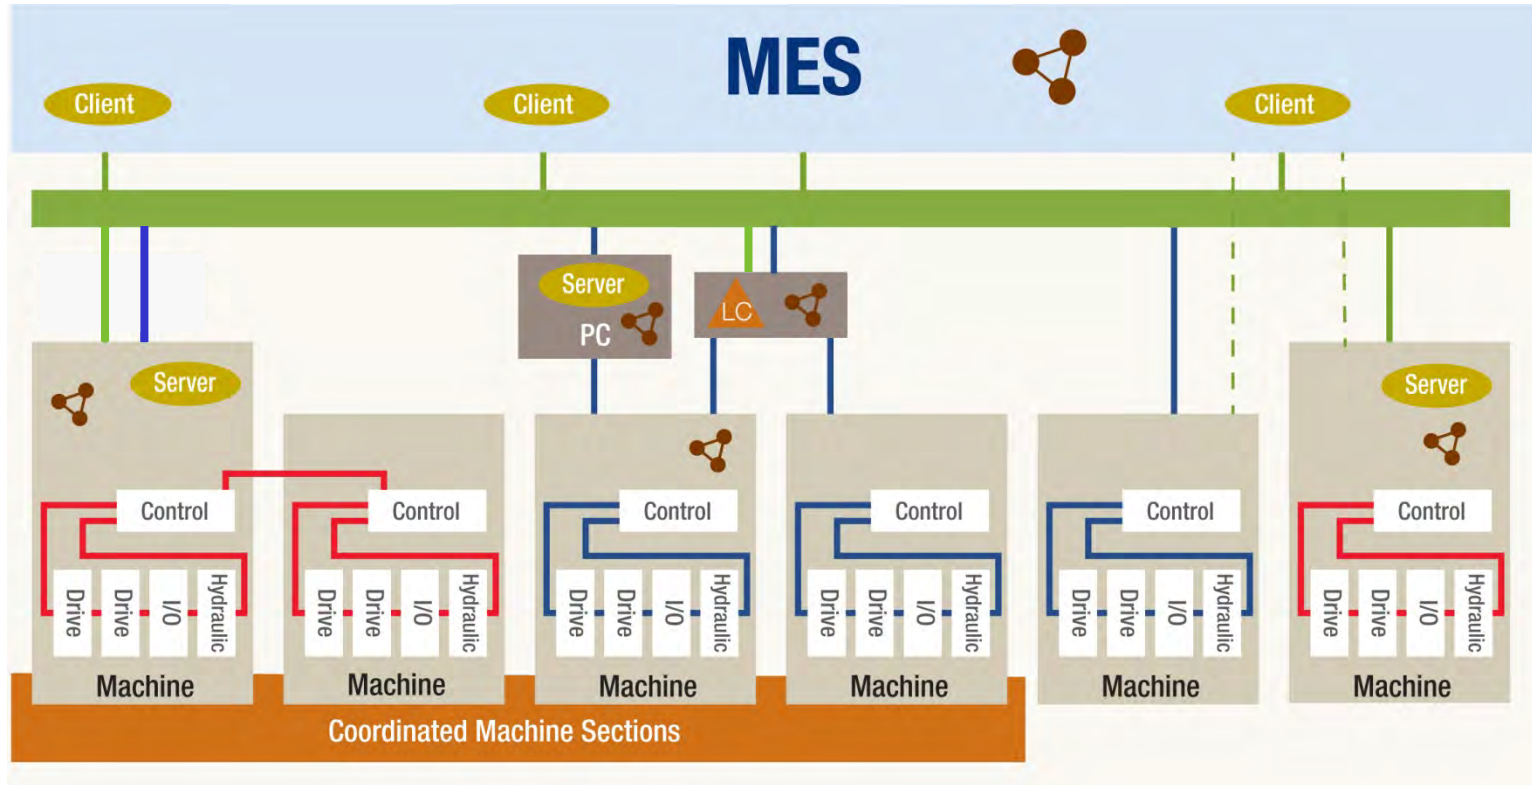 MES
Client
Client
Client
Server
PC
LC
Server
Server
Control
Control
Control
Control
Control
Control
Drive
Drive
I/O
Hydraulic
Drive
Drive
I/O
Hydraulic
Drive
Drive
I/O
Hydraulic
Drive
Drive
I/O
Hydraulic
Drive
Drive
I/O
Hydraulic
Drive
Drive
I/O
Hydraulic
Machine
Machine
Machine
Machine
Machine
Machine
Coordinated Machine Sections